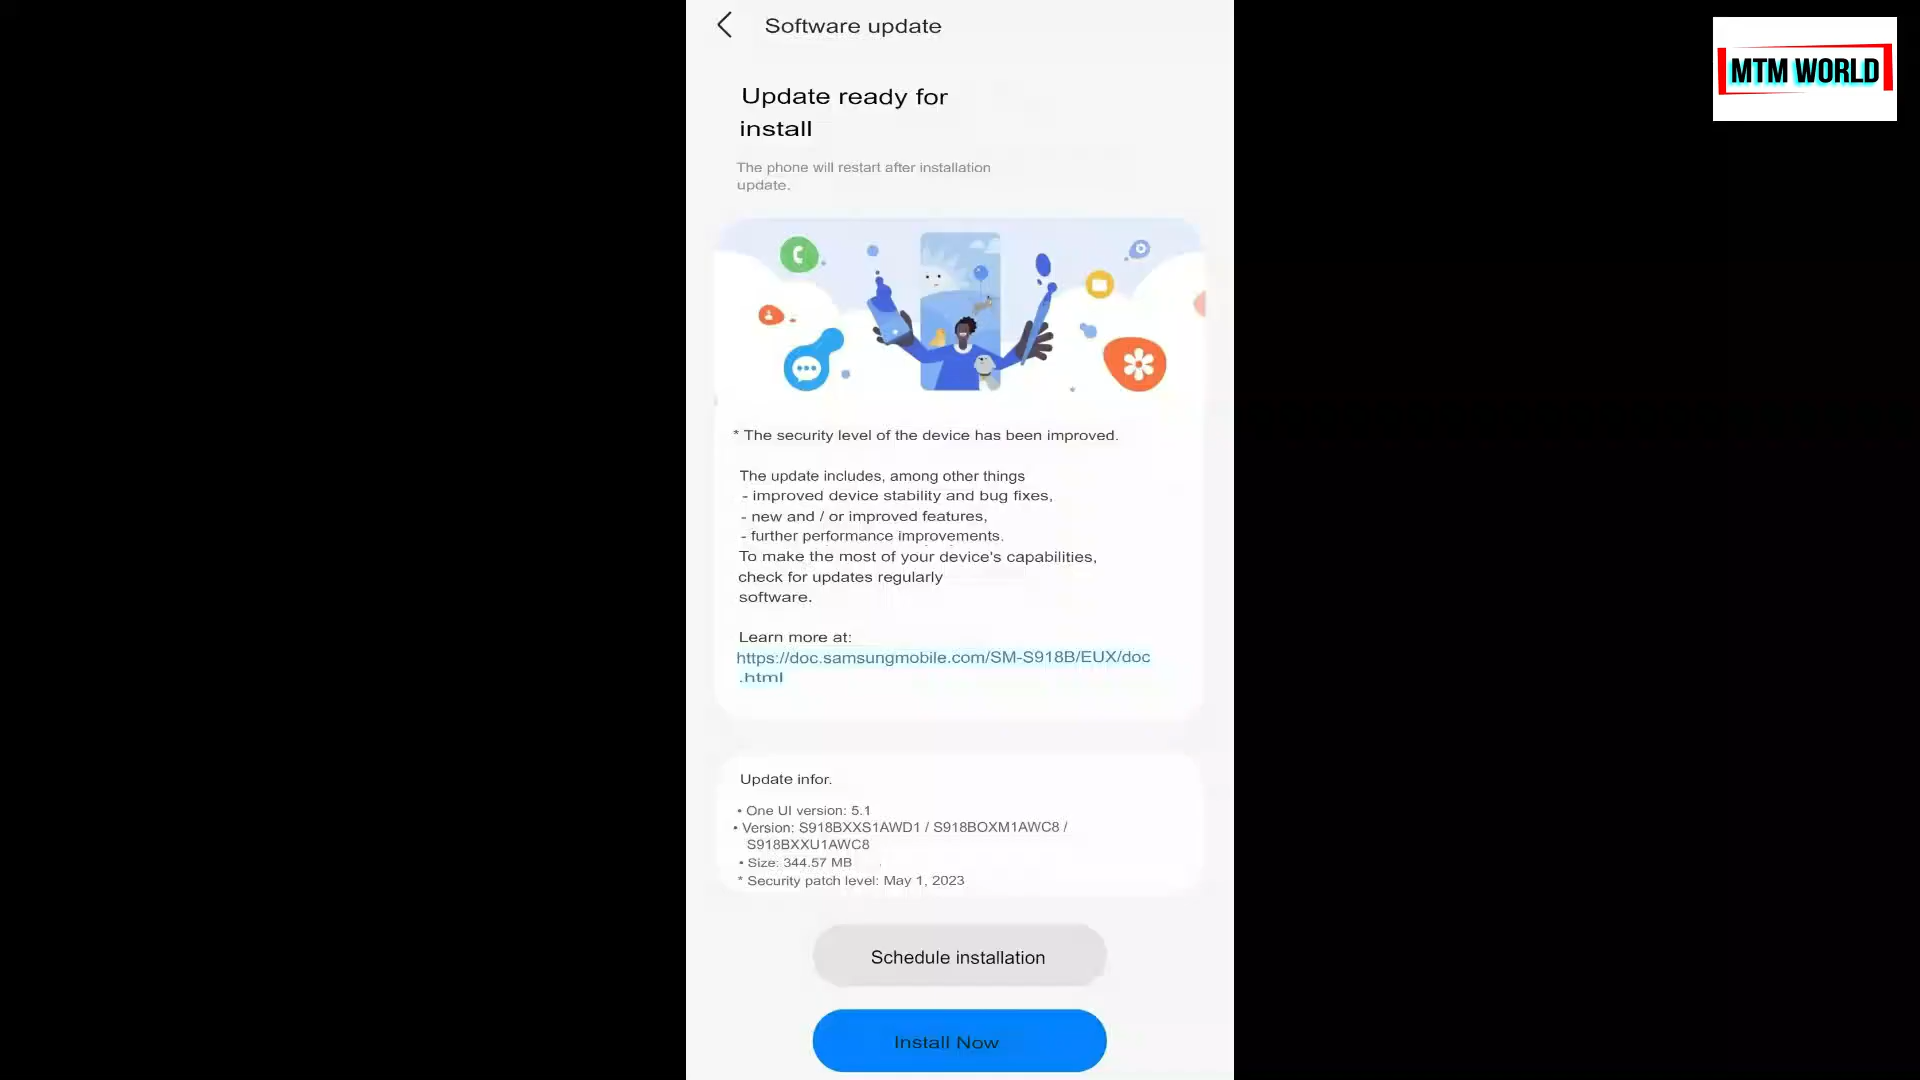 Software update
MTM WORLD
Update ready for
install
The phone will restart after installation
update.
* The security level of the device has been improved.
The update includes, among other things
- improved device stability and bug fixes,
- new and / or improved features,
- further performance improvements.
To make the most of your device's capabilities,
check for updates regularly
software.
Learn more at:
https://doc.samsungmobile.com/SM-S918B/EUX/doc
.html
Update infor.
• One UI version: 5.1
• Version: S918BXXS1AWD1 / S918BOXM1AWC8 /
S918BXXU1AWC8
• Size: 344.57 MB
* Security patch level: May 1, 2023
Schedule installation
Install Now